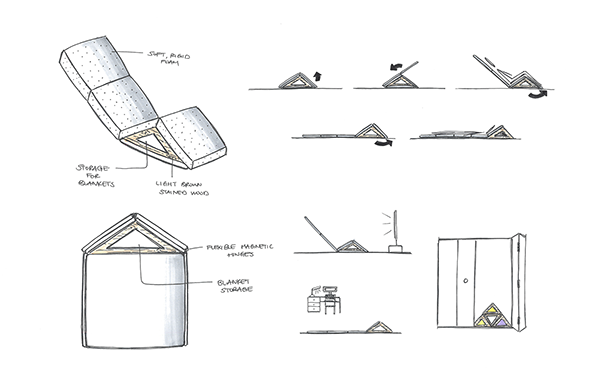 SOFT, RIGID
FOAM
STORAGE
FOR
BLANKETS
LIGHT BROWN
STAINED WOOD
FLEXIBLE MAGNETIC
HINGES
BLANKET
STORAGE